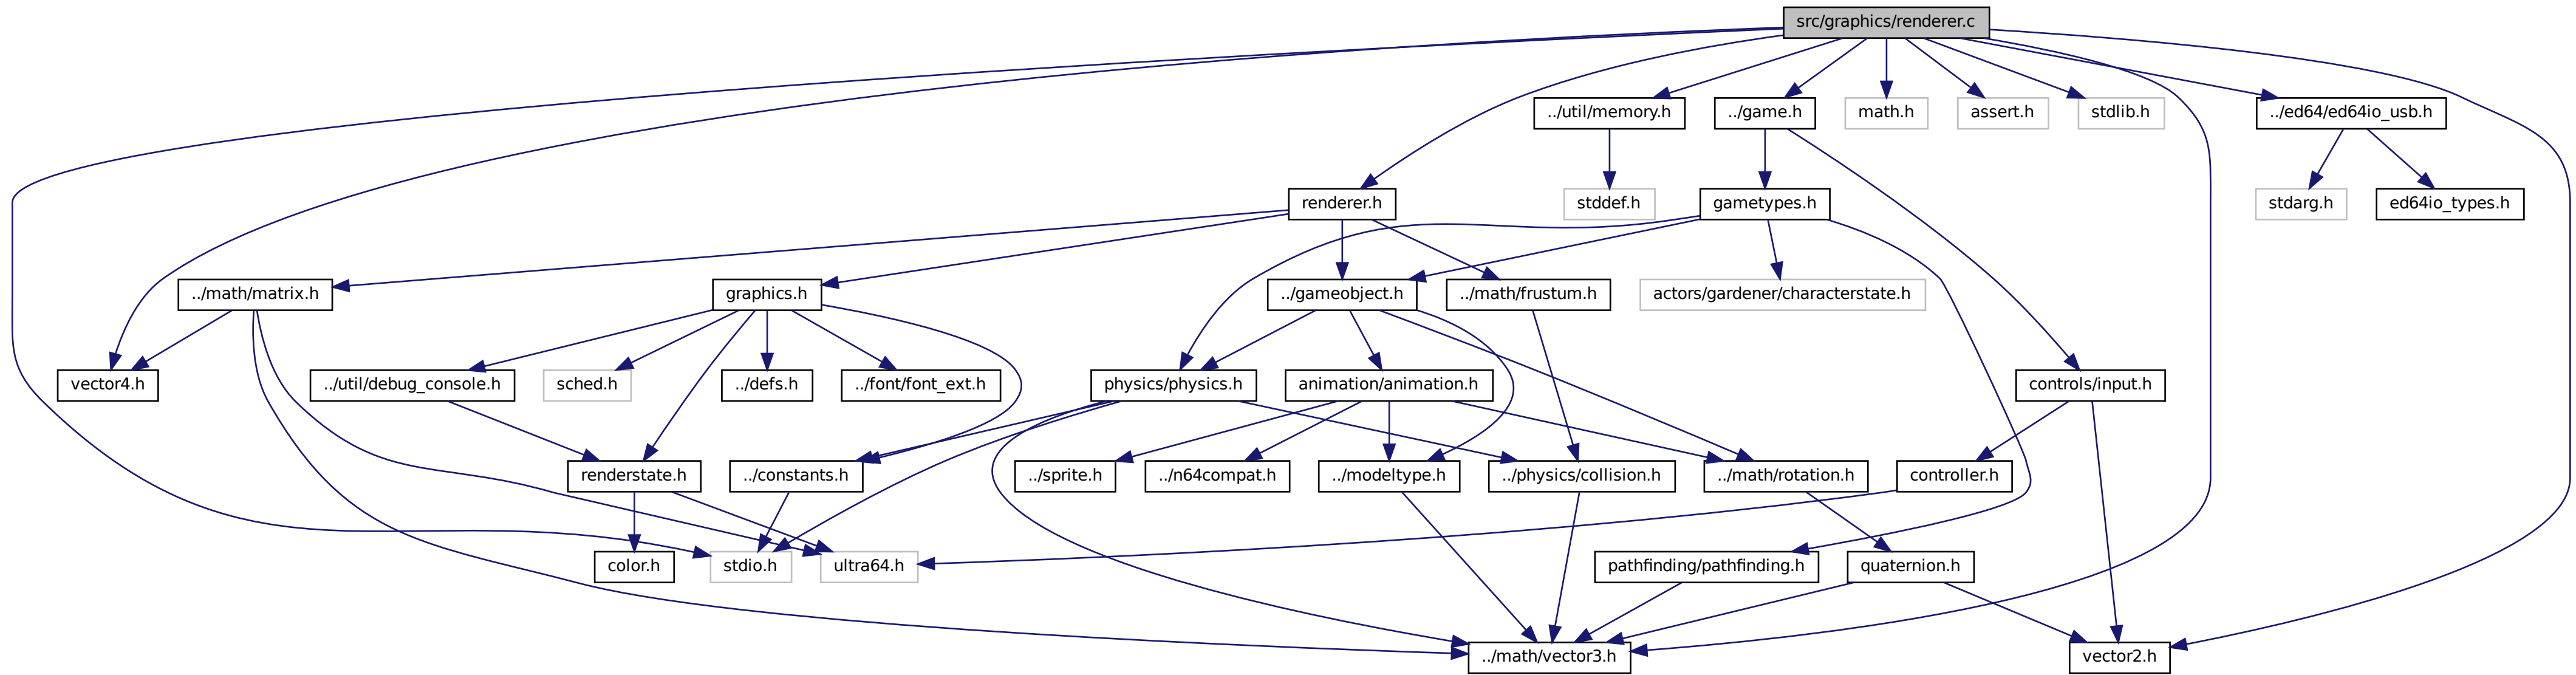 src/graphics/renderer.c
../util/memory.h
../game.h
math.h
assert.h
stdlib.h
../ed64/ed64io_usb.h
renderer.h
stddef.h
gametypes.h
stdarg.h
ed64io_types.h
../math/matrix.h
graphics.h
../gameobject.h
../math/frustum.h
actors/gardener/characterstate.h
vector4.h
../util/debug_console.h
sched.h
../defs.h
../font/font_ext.h
physics/physics.h
animation/animation.h
controls/input.h
renderstate.h
../constants.h
../sprite.h
../n64compat.h
../modeltype.h
../physics/collision.h
../math/rotation.h
controller.h
color.h
stdio.h
ultra64.h
pathfinding/pathfinding.h
quaternion.h
../math/vector3.h
vector2.h